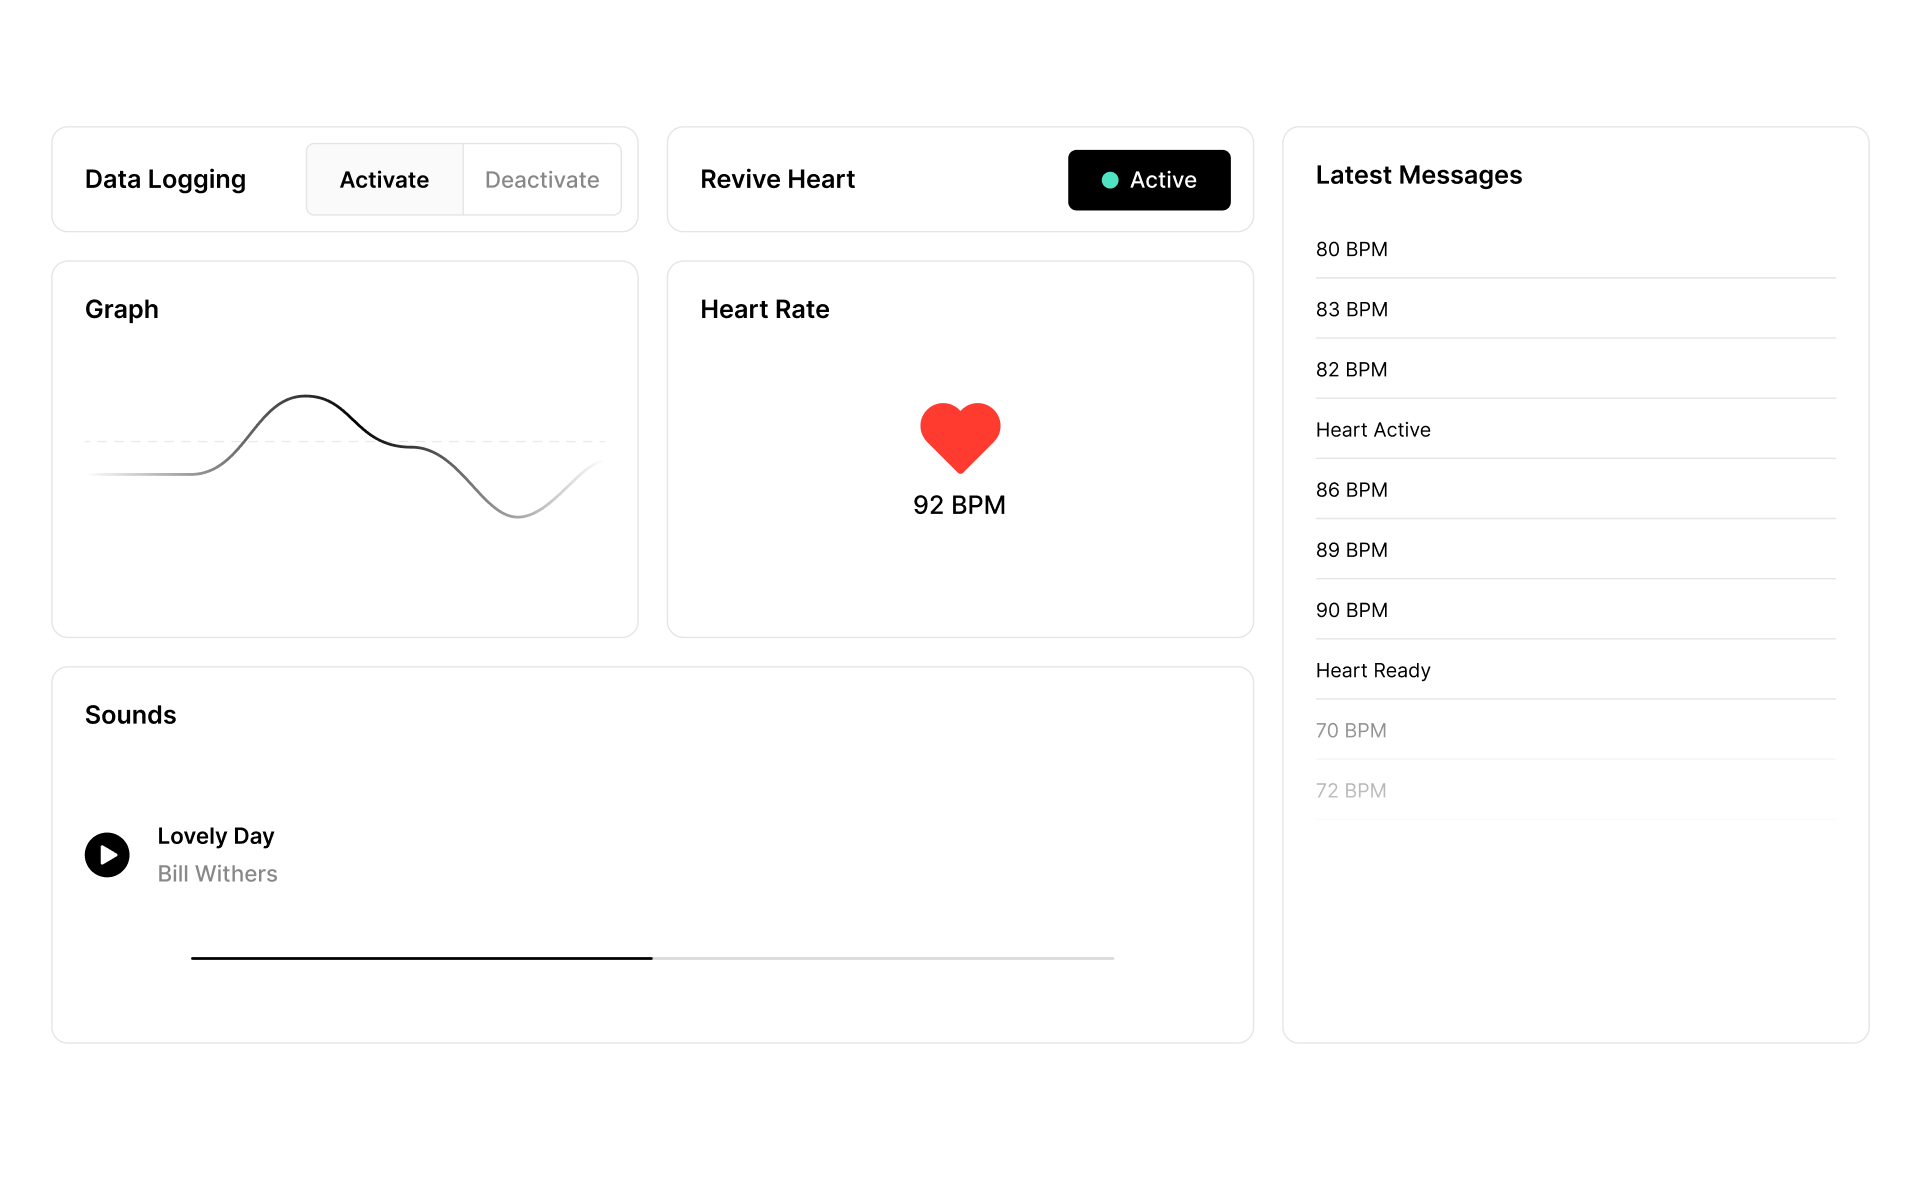 Data Logging
Activate
Deactivate
Revive Heart
Active
Graph
Heart Rate
92 BPM
Sounds
Lovely Day
Bill Withers
Latest Messages
80 BPM
83 BPM
82 BPM
Heart Active
86 BPM
89 BPM
90 BPM
Heart Ready
70 BPM
72 BPM